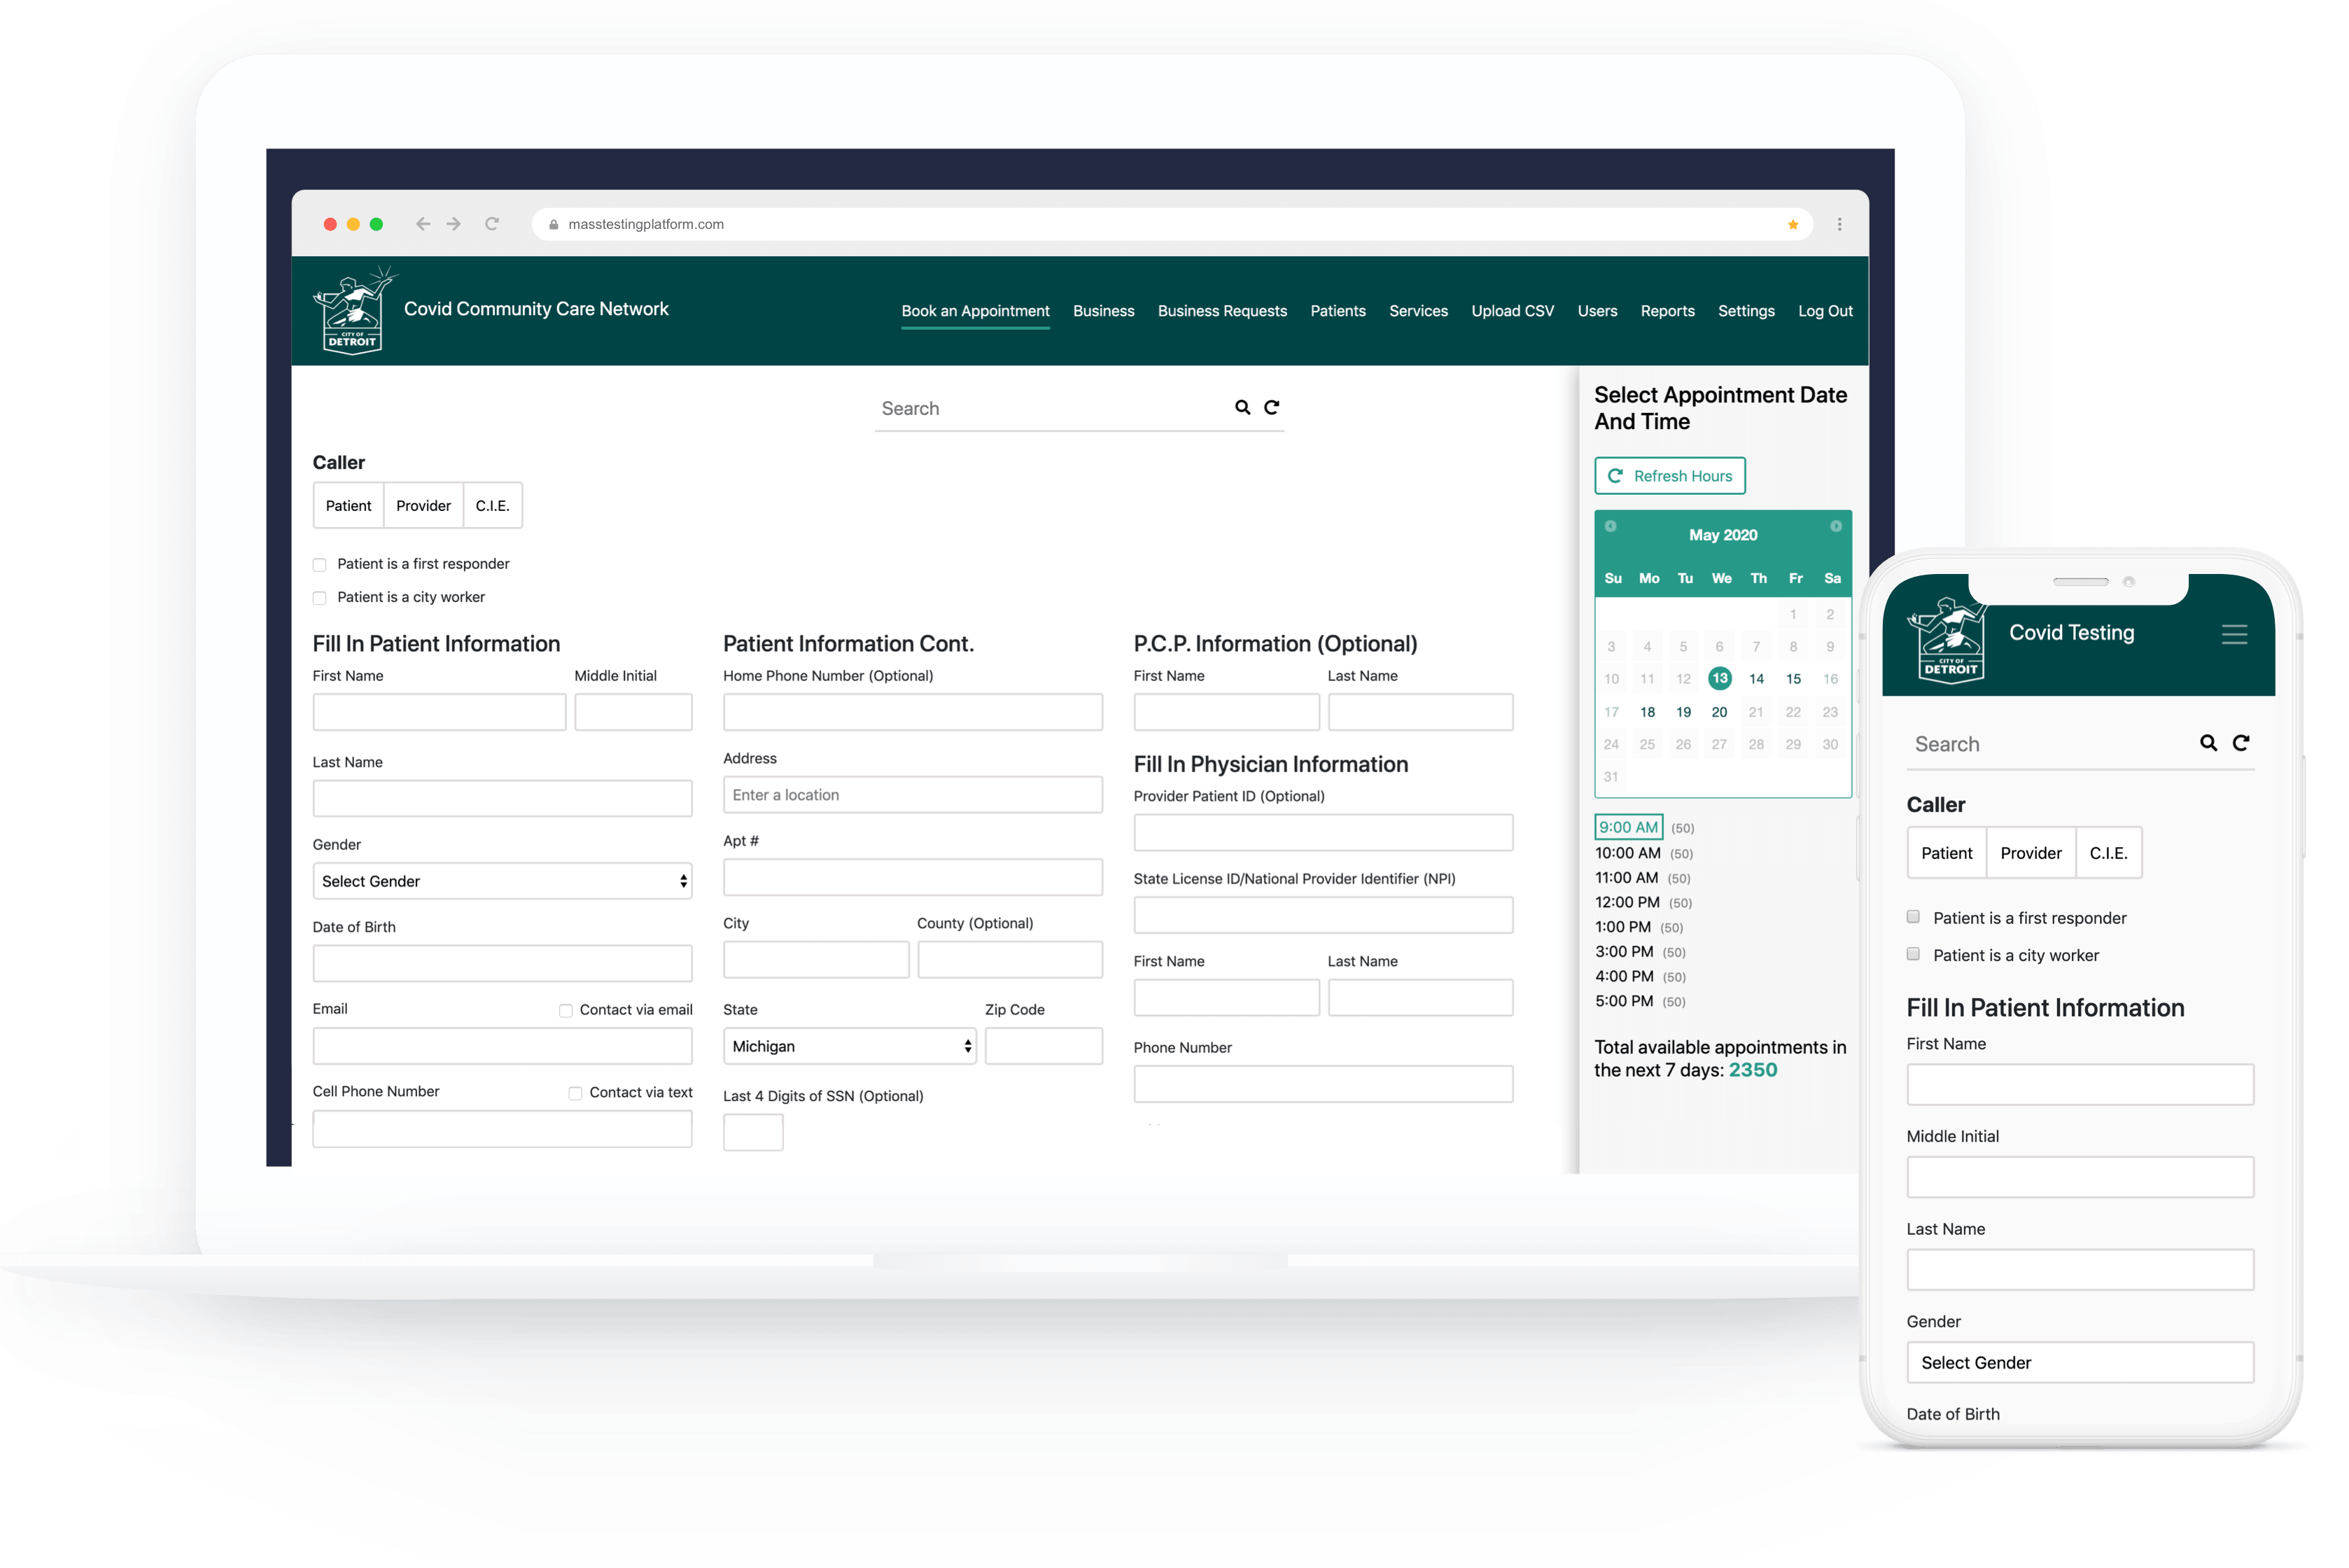 masstestingplatform.com
CITY OF
DETROIT
Covid Community Care Network
Book an Appointment Business Business Requests Patients Services Upload CSV Users Reports Settings Log Out
Search
Caller
Patient Provider C.I.E.
Patient is a first responder
Patient is a city worker
Fill In Patient Information
First Name Middle Initial
Last Name
Gender
Select Gender
Date of Birth
Email Contact via email
Cell Phone Number Contact via text
Patient Information Cont.
Home Phone Number (Optional)
Address
Enter a location
Apt #
City County (Optional)
State Zip Code
Michigan
Last 4 Digits of SSN (Optional)
P.C.P. Information (Optional)
First Name Last Name
Fill In Physician Information
Provider Patient ID (Optional)
State License ID/National Provider Identifier (NPI)
First Name Last Name
Phone Number
Select Appointment Date
And Time
Refresh Hours
May 2020
Su Mo Tu We Th Fr Sa
1 2
3 4 5 6 7 8 9
10 11 12 13 14 15 16
17 18 19 20 21 22 23
24 25 26 27 28 29 30
31
9:00 AM (50)
10:00 AM (50)
11:00 AM (50)
12:00 PM (50)
1:00 PM (50)
3:00 PM (50)
4:00 PM (50)
5:00 PM (50)
Total available appointments in
the next 7 days: 2350
CITY OF
DETROIT
Covid Testing
Search
Caller
Patient Provider C.I.E.
Patient is a first responder
Patient is a city worker
Fill In Patient Information
First Name
Middle Initial
Last Name
Gender
Select Gender
Date of Birth